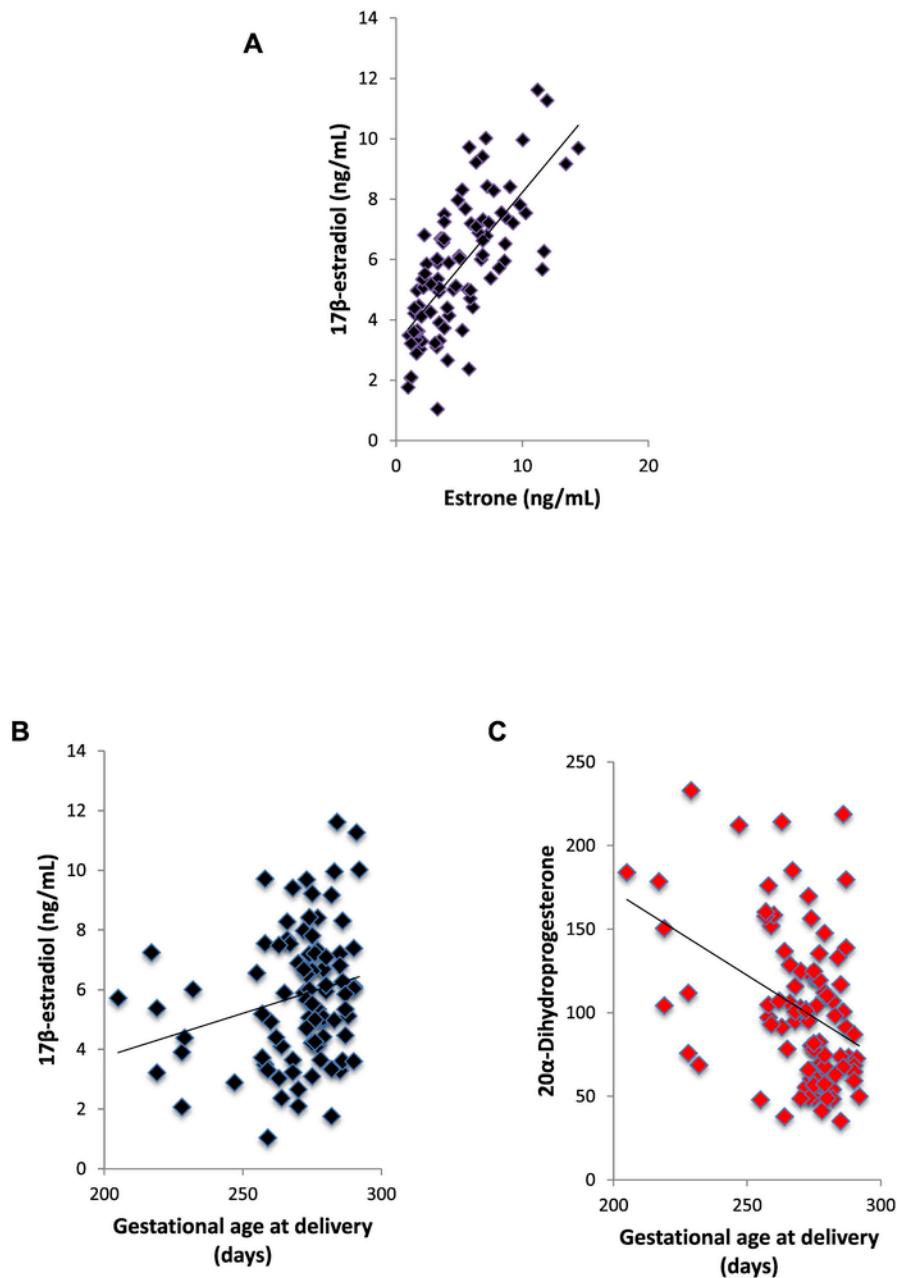 A
14
12
10
8
6
4
2
0
0 10 20
17β-estradiol (ng/mL)
Estrone (ng/mL)
B
14
12
10
8
6
4
2
0
200 250 300
17β-estradiol (ng/mL)
Gestational age at delivery
(days)
C
250
200
150
100
50
0
200 250 300
20α-Dihydroprogesterone
Gestational age at delivery
(days)